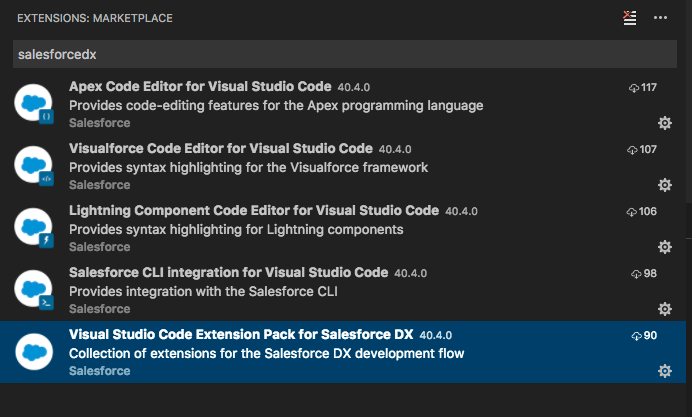 EXTENSIONS: MARKETPLACE
salesforcedx
Apex Code Editor for Visual Studio Code 40.4.0 117
Provides code-editing features for the Apex programming language
Salesforce
Visualforce Code Editor for Visual Studio Code 40.4.0 107
Provides syntax highlighting for the Visualforce framework
Salesforce
Lightning Component Code Editor for Visual Studio Code 40.4.0 106
Provides syntax highlighting for Lightning components
Salesforce
Salesforce CLI integration for Visual Studio Code 40.4.0 98
Provides integration with the Salesforce CLI
Salesforce
Visual Studio Code Extension Pack for Salesforce DX 40.4.0 90
Collection of extensions for the Salesforce DX development flow
Salesforce